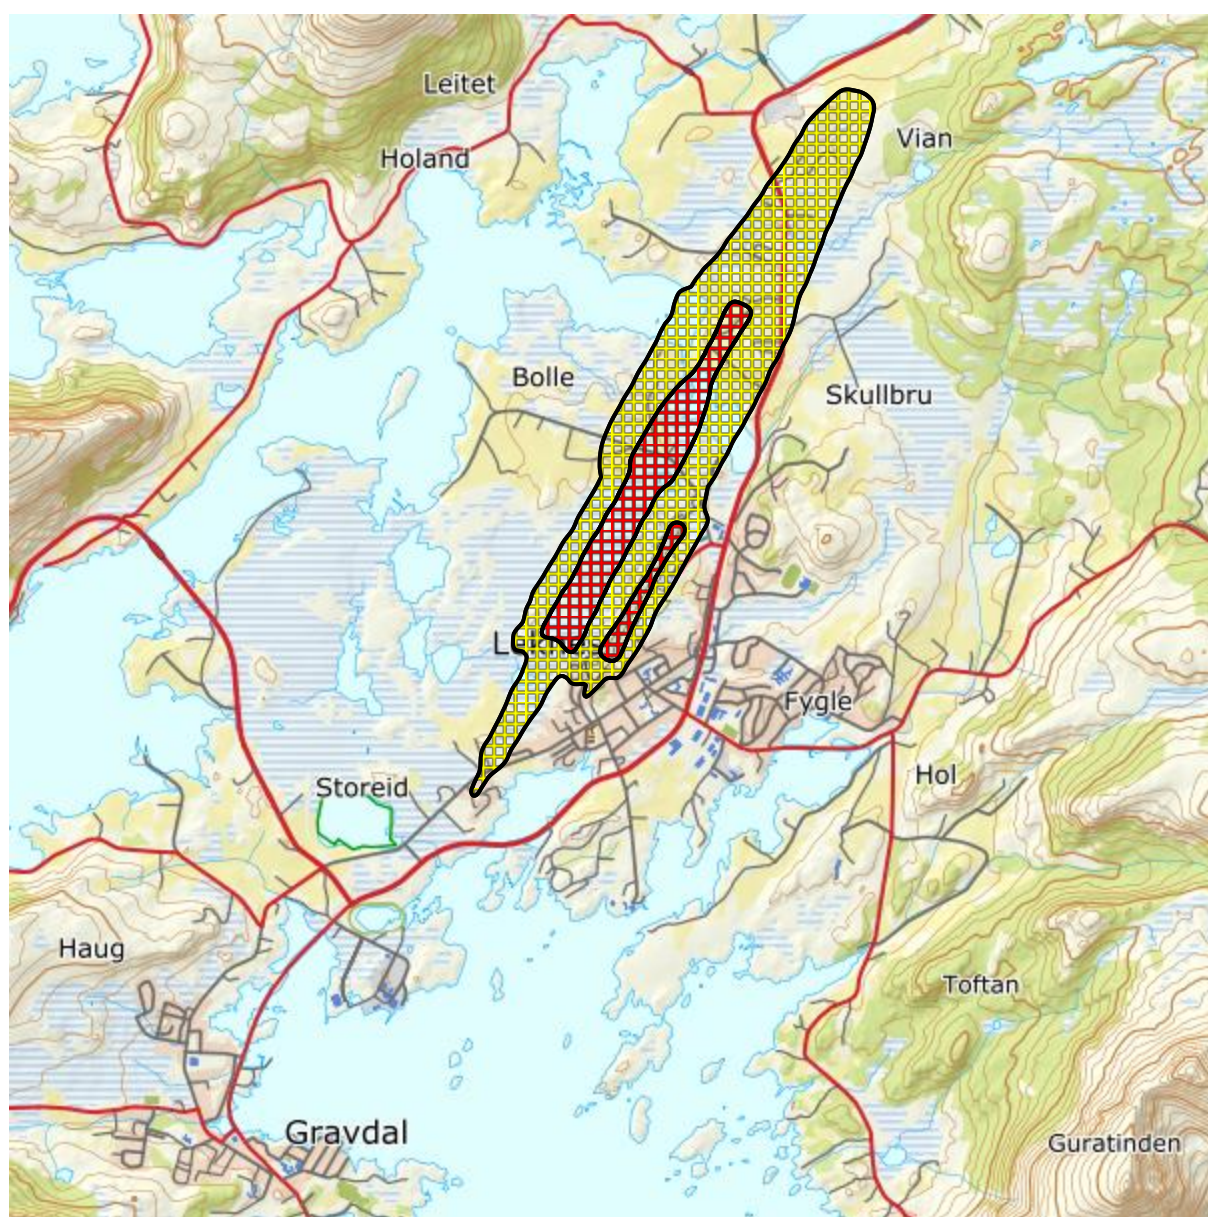 Leitet
Vian
Holand
Bolle
Skullbru
Fygle
Hol
Storeid
Haug
Toftan
Gravdal
Guratinden